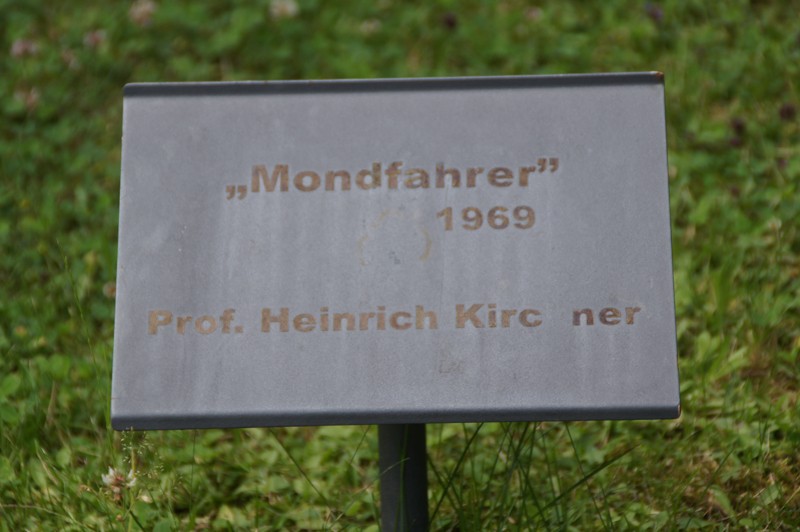 „Mondfahrer”
1969
Prof. Heinrich Kirc ner